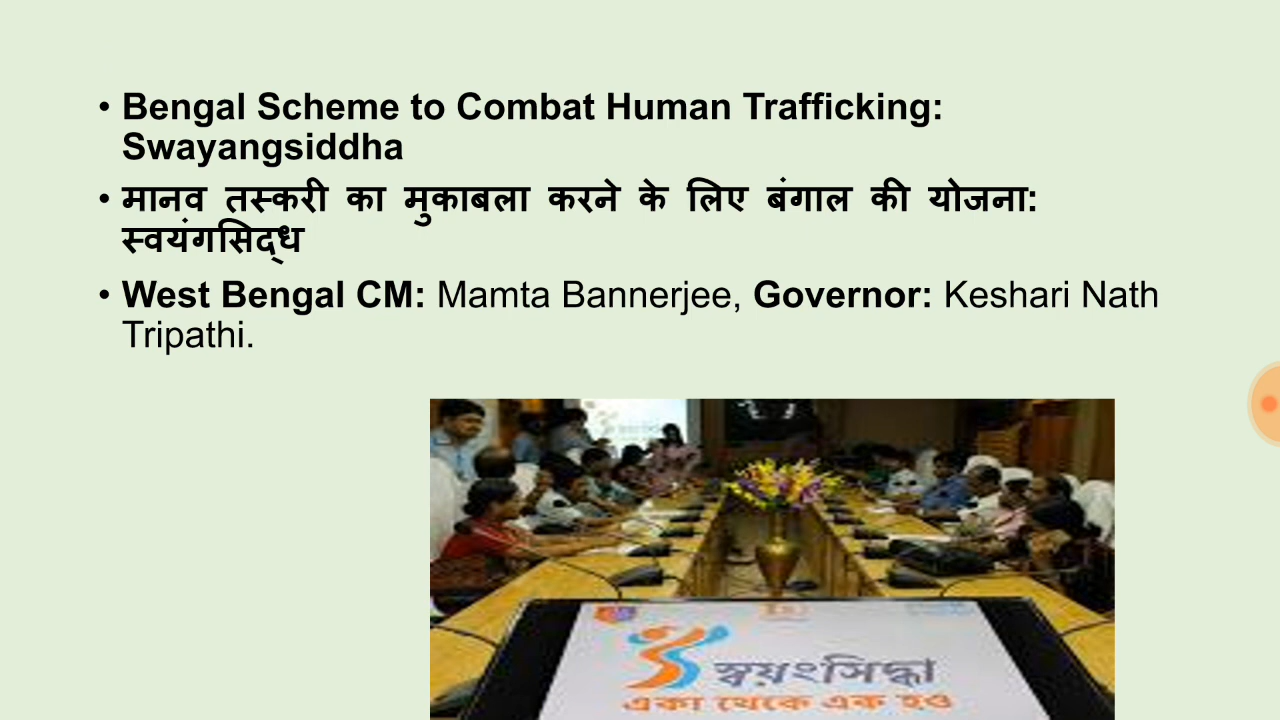 • Bengal Scheme to Combat Human Trafficking:
Swayangsiddha
• मानव तस्करी का मुकाबला करने के लिए बंगाल की योजना:
स्वयंगसिद्ध
• West Bengal CM: Mamta Bannerjee, Governor: Keshari Nath
Tripathi.
স্বয়ংসিদ্ধা
একা থেকে এক হও